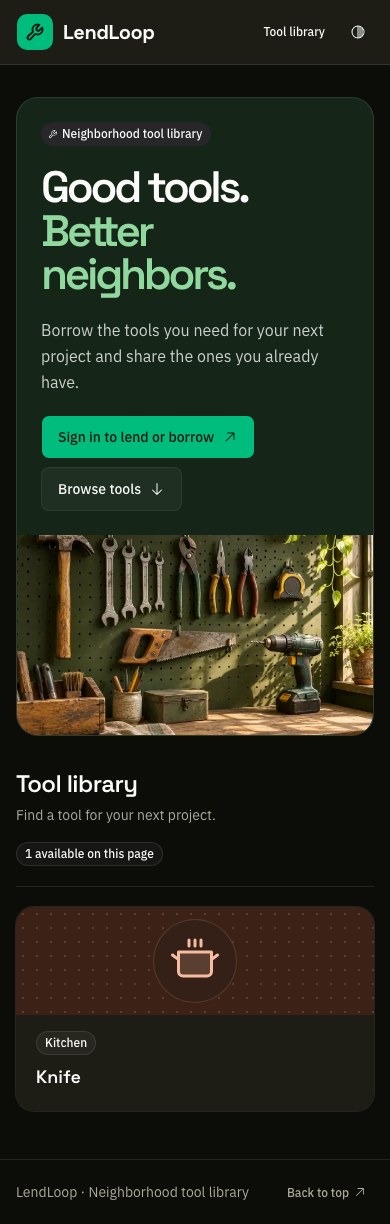 LendLoop
Tool library
Neighborhood tool library
Good tools.
Better
neighbors.
Borrow the tools you need for your next
project and share the ones you already
have.
Sign in to lend or borrow
Browse tools
Tool library
Find a tool for your next project.
1 available on this page
Kitchen
Knife
LendLoop · Neighborhood tool library
Back to top